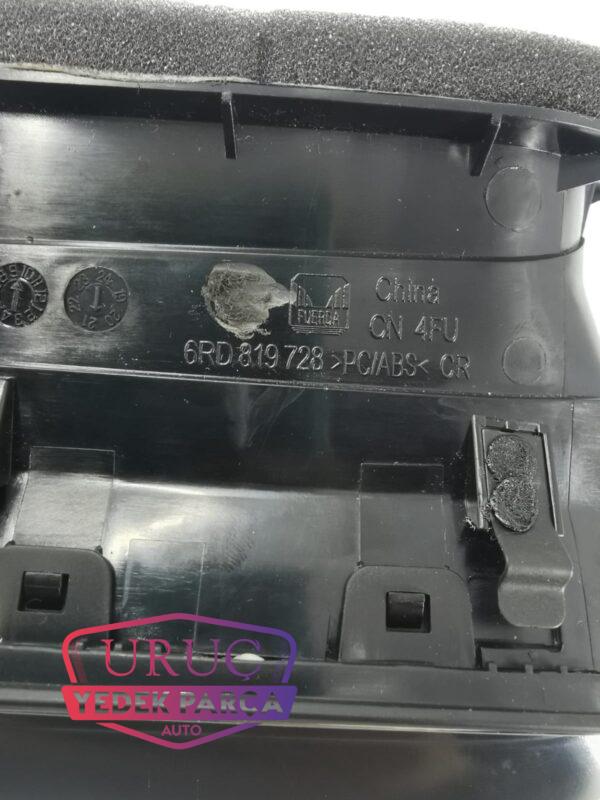 China
CN 4FU
FUERDA
6RD 819 728 >PC/ABS< CR
URUÇ
YEDEK PARÇA
AUTO